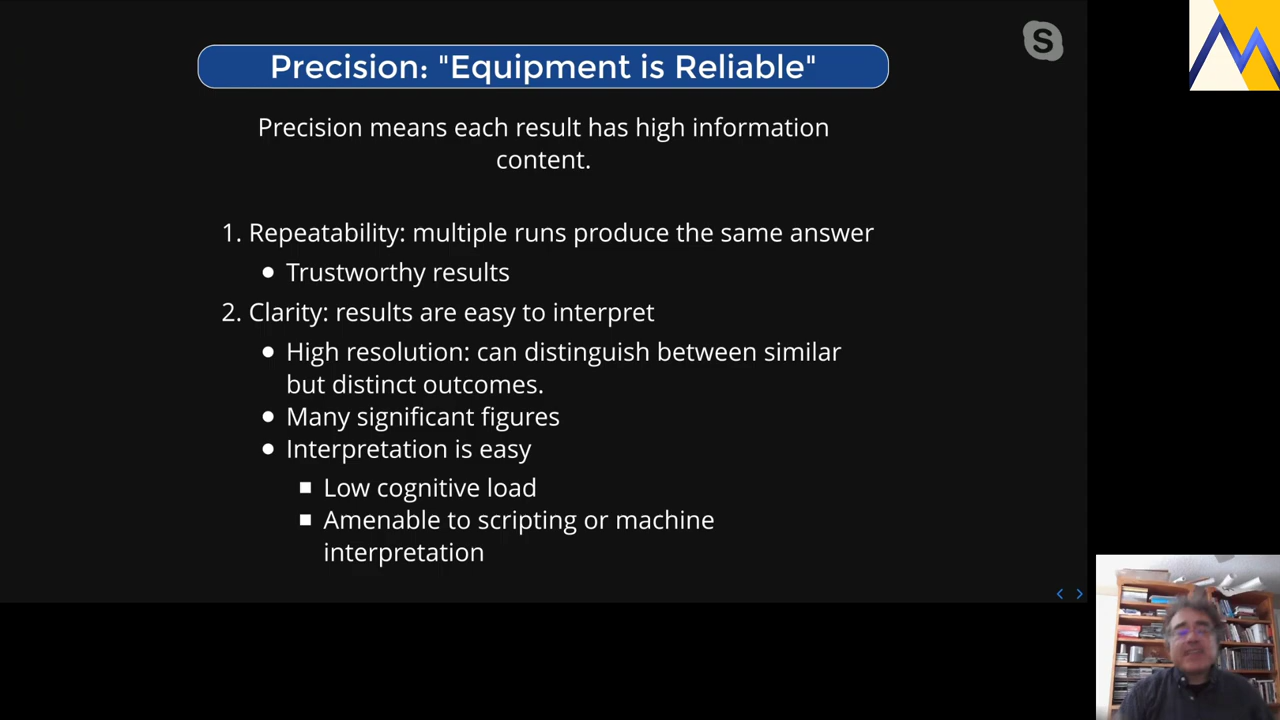 Precision: "Equipment is Reliable"
S
Precision means each result has high information
content.
1. Repeatability: multiple runs produce the same answer
● Trustworthy results
2. Clarity: results are easy to interpret
● High resolution: can distinguish between similar
but distinct outcomes.
● Many significant figures
● Interpretation is easy
■ Low cognitive load
■ Amenable to scripting or machine
interpretation